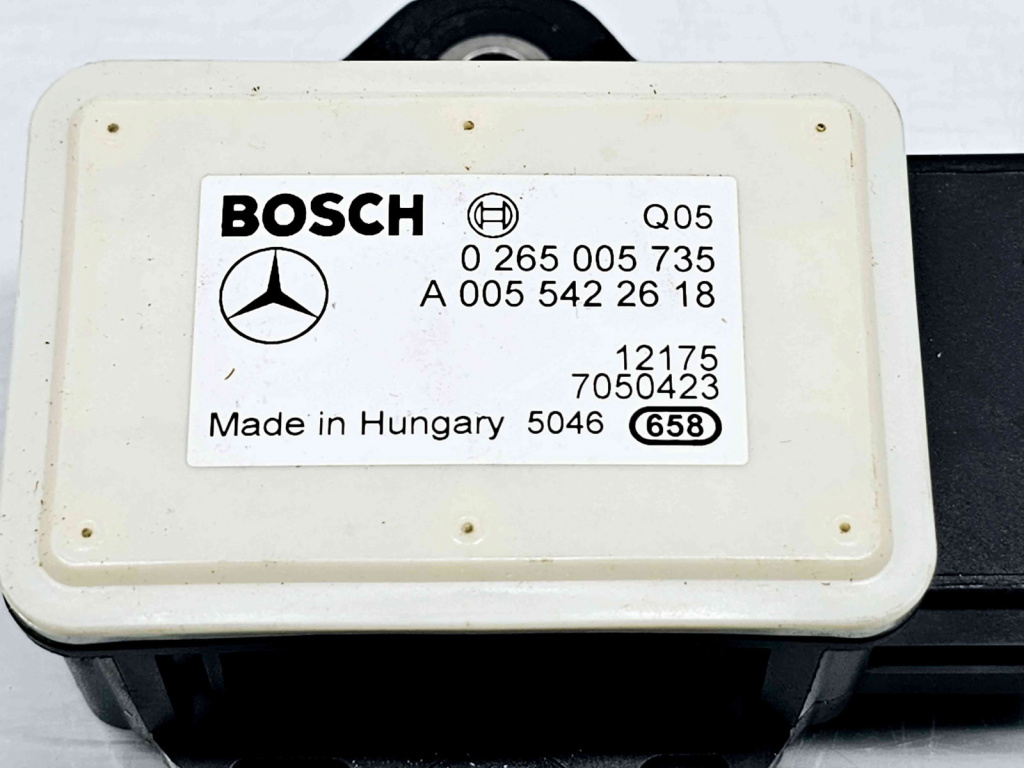 BOSCH Q05
0 265 005 735
A 005 542 26 18
12175
7050423
Made in Hungary 5046 658